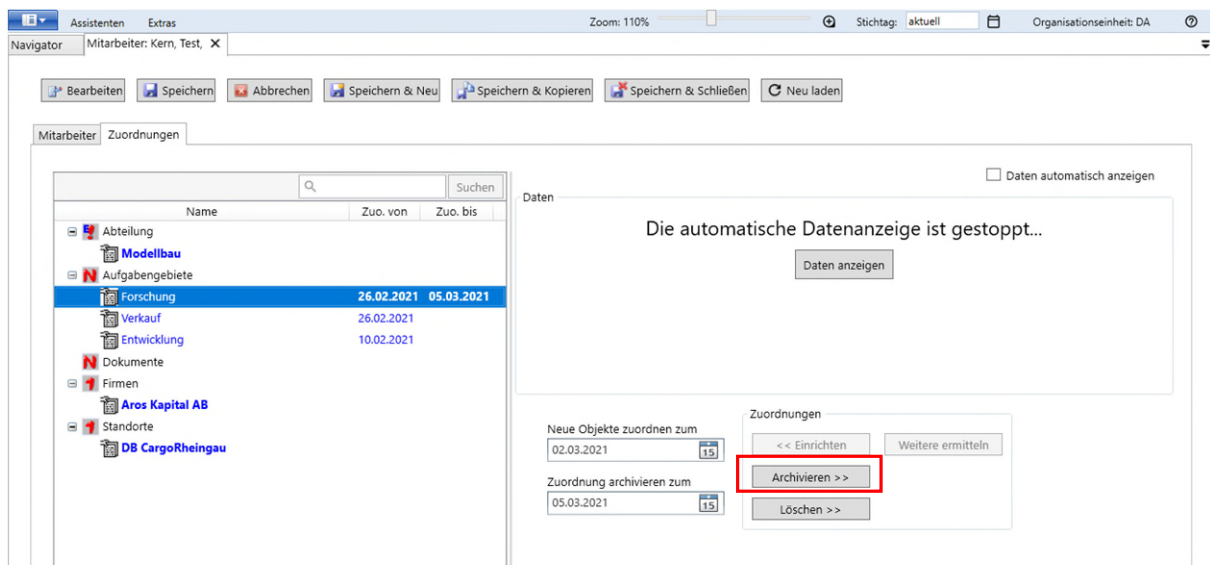 Assistenten Extras Zoom: 110% Stichtag: aktuell Organisationseinheit: DA
Navigator Mitarbeiter: Kern, Test, X
Bearbeiten Speichern Abbrechen Speichern & Neu Speichern & Kopieren Speichern & Schließen Neu laden
Mitarbeiter Zuordnungen
Daten automatisch anzeigen
Suchen
Daten
Name Zuo. von Zuo. bis
Abteilung
Die automatische Datenanzeige ist gestoppt...
Modellbau
Daten anzeigen
Aufgabengebiete
Forschung 26.02.2021 05.03.2021
Verkauf 26.02.2021
Entwicklung 10.02.2021
Dokumente
Firmen
Aros Kapital AB
Standorte
DB CargoRheingau
Zuordnungen
Neue Objekte zuordnen zum
02.03.2021 15
<< Einrichten Weitere ermitteln
Archivieren >>
Zuordnung archivieren zum
05.03.2021 15
Löschen >>